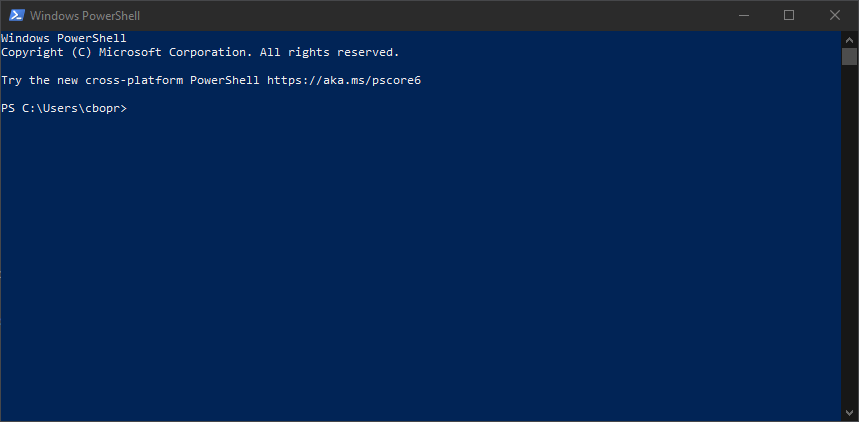 Windows PowerShell
Windows PowerShell
Copyright (C) Microsoft Corporation. All rights reserved.
Try the new cross-platform PowerShell https://aka.ms/pscore6
PS C:\Users\cbopr>